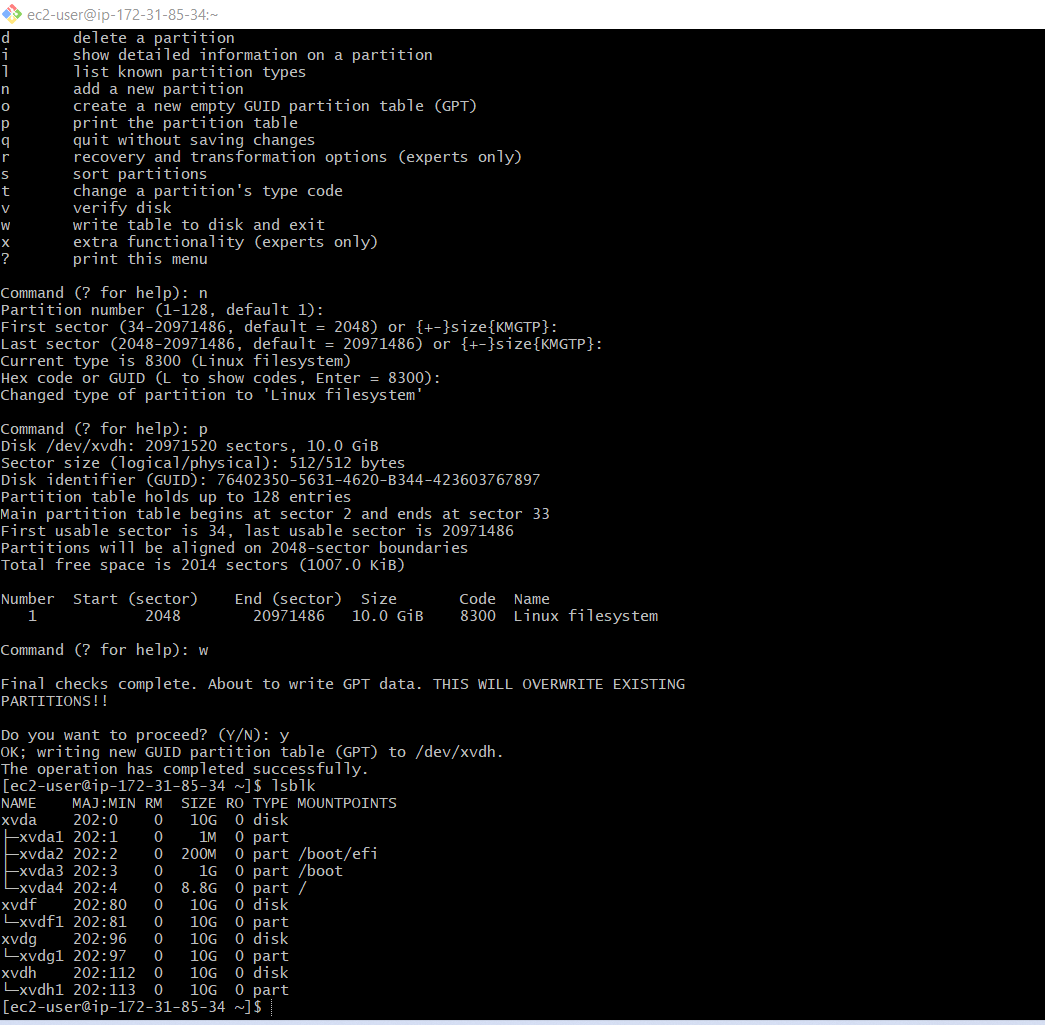 ec2-user@ip-172-31-85-34:~
d       delete a partition
i       show detailed information on a partition
l       list known partition types
n       add a new partition
o       create a new empty GUID partition table (GPT)
p       print the partition table
q       quit without saving changes
r       recovery and transformation options (experts only)
s       sort partitions
t       change a partition's type code
v       verify disk
w       write table to disk and exit
x       extra functionality (experts only)
?       print this menu

Command (? for help): n
Partition number (1-128, default 1):
First sector (34-20971486, default = 2048) or {+-}size{KMGTP}:
Last sector (2048-20971486, default = 20971486) or {+-}size{KMGTP}:
Current type is 8300 (Linux filesystem)
Hex code or GUID (L to show codes, Enter = 8300):
Changed type of partition to 'Linux filesystem'

Command (? for help): p
Disk /dev/xvdh: 20971520 sectors, 10.0 GiB
Sector size (logical/physical): 512/512 bytes
Disk identifier (GUID): 76402350-5631-4620-B344-423603767897
Partition table holds up to 128 entries
Main partition table begins at sector 2 and ends at sector 33
First usable sector is 34, last usable sector is 20971486
Partitions will be aligned on 2048-sector boundaries
Total free space is 2014 sectors (1007.0 KiB)

Number  Start (sector)    End (sector)  Size       Code  Name
   1            2048        20971486   10.0 GiB    8300  Linux filesystem

Command (? for help): w

Final checks complete. About to write GPT data. THIS WILL OVERWRITE EXISTING
PARTITIONS!!

Do you want to proceed? (Y/N): y
OK; writing new GUID partition table (GPT) to /dev/xvdh.
The operation has completed successfully.
[ec2-user@ip-172-31-85-34 ~]$ lsblk
NAME    MAJ:MIN RM  SIZE RO TYPE MOUNTPOINTS
xvda    202:0    0   10G  0 disk
├─xvda1 202:1    0    1M  0 part
├─xvda2 202:2    0  200M  0 part /boot/efi
├─xvda3 202:3    0    1G  0 part /boot
└─xvda4 202:4    0  8.8G  0 part /
xvdf    202:80   0   10G  0 disk
└─xvdf1 202:81   0   10G  0 part
xvdg    202:96   0   10G  0 disk
└─xvdg1 202:97   0   10G  0 part
xvdh    202:112  0   10G  0 disk
└─xvdh1 202:113  0   10G  0 part
[ec2-user@ip-172-31-85-34 ~]$